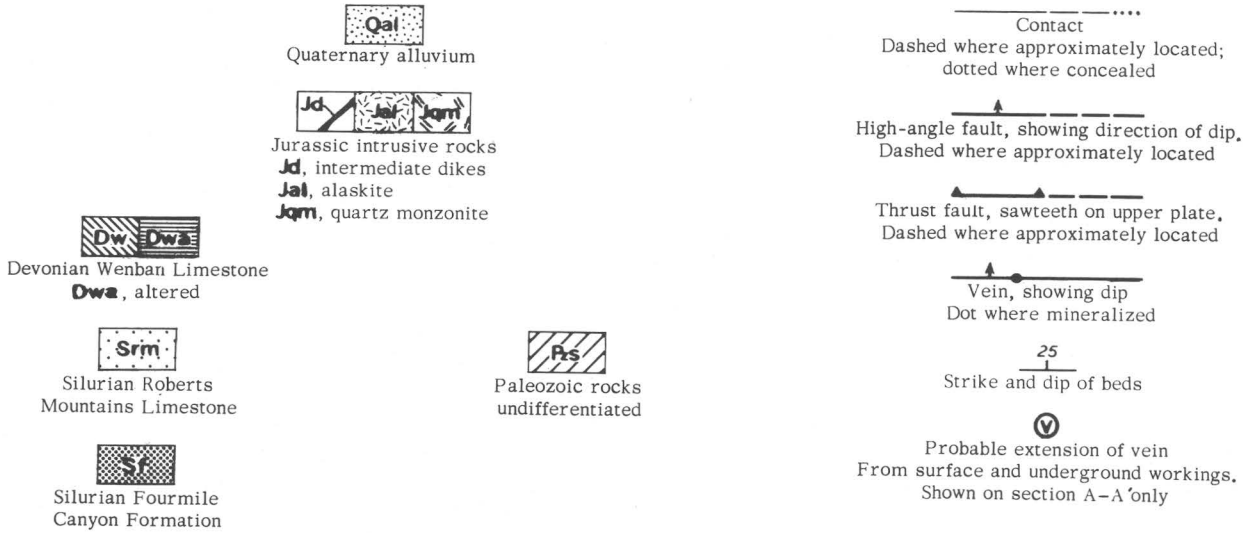 Qal
Quaternary alluvium
Jd Jal Jqm
Jurassic intrusive rocks
Jd, intermediate dikes
Jal, alaskite
Jqm, quartz monzonite
Dw Dwa
Devonian Wenban Limestone
Dwa, altered
Srm
Silurian Roberts
Mountains Limestone
Sf
Silurian Fourmile
Canyon Formation
Pzs
Paleozoic rocks
undifferentiated
Contact
Dashed where approximately located;
dotted where concealed
High-angle fault, showing direction of dip.
Dashed where approximately located
Thrust fault, sawteeth on upper plate.
Dashed where approximately located
Vein, showing dip
Dot where mineralized
25
Strike and dip of beds
V
Probable extension of vein
From surface and underground workings.
Shown on section A-A' only